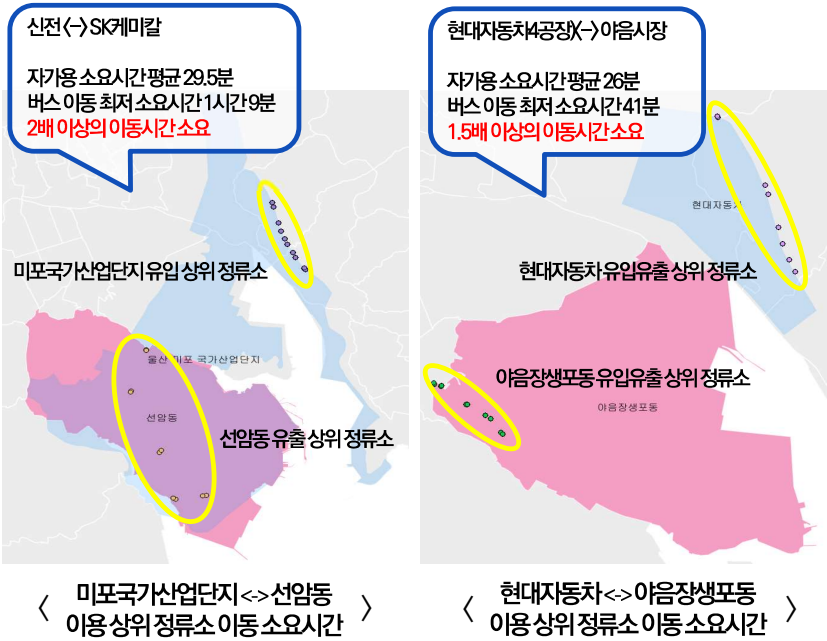 신전<->SK케미칼
자가용 소요시간 평균 29.5분
버스 이동 최저 소요시간 1시간 9분
2배 이상의 이동시간 소요
미포국가산업단지 유입 상위 정류소
울산 미포 국가산업단지
선암동
선암동 유출 상위 정류소
< 미포국가산업단지 <-> 선암동 >
이용 상위 정류소 이동 소요시간
현대자동차4공장)<->야음시장
자가용 소요시간 평균 26분
버스 이동 최저 소요시간 41분
1.5배 이상의 이동시간 소요
현대자동차
현대자동차 유입유출 상위 정류소
야음장생포동 유입유출 상위 정류소
야음장생포동
< 현대자동차 <-> 야음장생포동 >
이용 상위 정류소 이동 소요시간